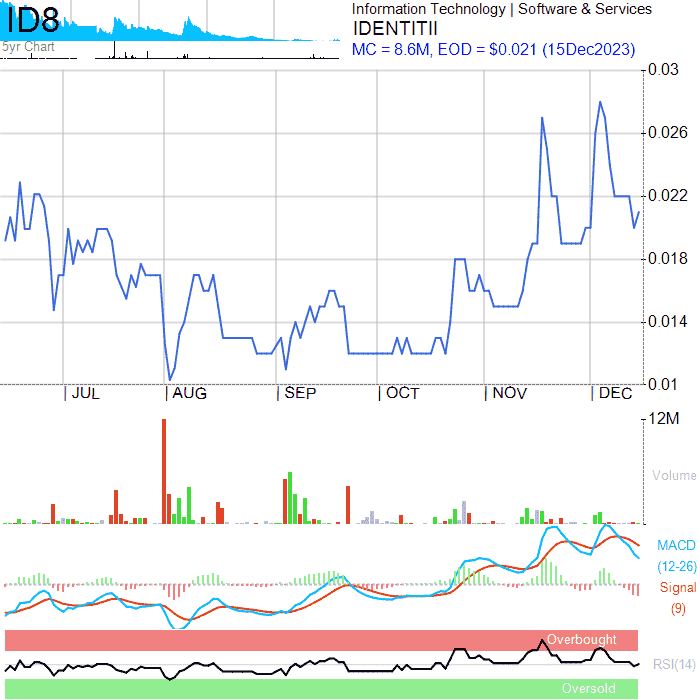 ID8
5yr Chart
Information Technology | Software & Services
IDENTITII
MC = 8.6M, EOD = $0.021 (15Dec2023)
0.03
0.026
0.022
0.018
0.014
0.01
| JUL | AUG | SEP | OCT | NOV | DEC
12M
Volume
MACD
(12-26)
Signal
(9)
Overbought
RSI(14)
Oversold